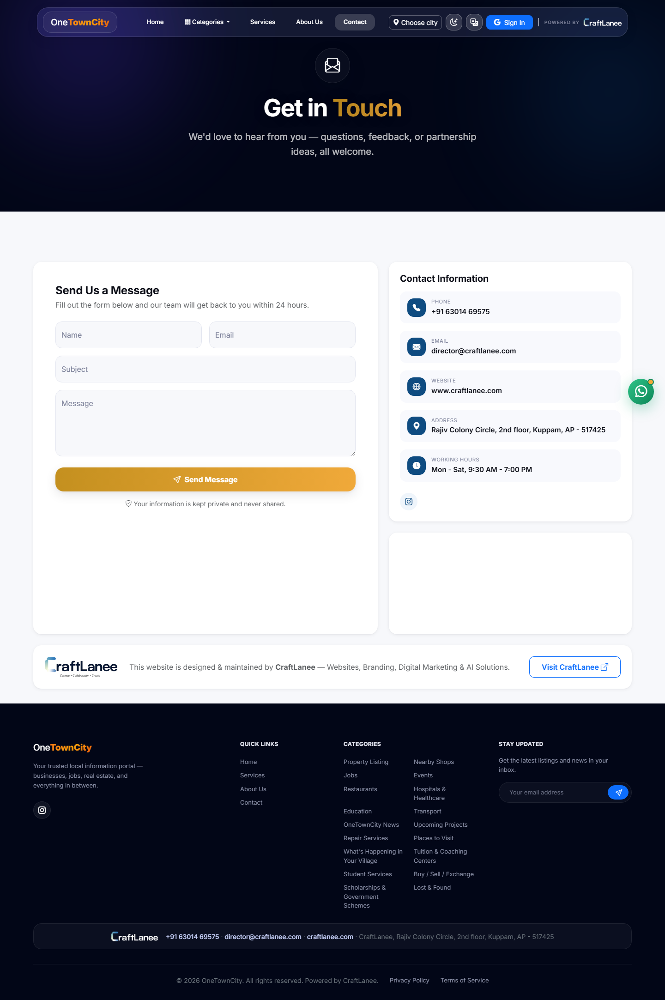 OneTownCity
Home
Categories
Services
About Us
Contact
Choose city
Sign In
POWERED BY
CraftLanee
Get in Touch
We'd love to hear from you — questions, feedback, or partnership
ideas, all welcome.
Send Us a Message
Fill out the form below and our team will get back to you within 24 hours.
Name
Email
Subject
Message
Send Message
Your information is kept private and never shared.
Contact Information
PHONE
+91 63014 69575
EMAIL
director@craftlanee.com
WEBSITE
www.craftlanee.com
ADDRESS
Rajiv Colony Circle, 2nd floor, Kuppam, AP - 517425
WORKING HOURS
Mon - Sat, 9:30 AM - 7:00 PM
CraftLanee
Connect • Collaboration • Create
This website is designed & maintained by CraftLanee — Websites, Branding, Digital Marketing & AI Solutions.
Visit CraftLanee
OneTownCity
Your trusted local information portal —
businesses, jobs, real estate, and
everything in between.
QUICK LINKS
Home
Services
About Us
Contact
CATEGORIES
Property Listing
Nearby Shops
Jobs
Events
Restaurants
Hospitals &
Healthcare
Education
Transport
OneTownCity News
Upcoming Projects
Repair Services
Places to Visit
What's Happening in
Your Village
Tuition & Coaching
Centers
Student Services
Buy / Sell / Exchange
Scholarships &
Government
Schemes
Lost & Found
STAY UPDATED
Get the latest listings and news in your
inbox.
Your email address
CraftLanee +91 63014 69575 · director@craftlanee.com · craftlanee.com · CraftLanee, Rajiv Colony Circle, 2nd floor, Kuppam, AP - 517425
© 2026 OneTownCity. All rights reserved. Powered by CraftLanee. Privacy Policy Terms of Service